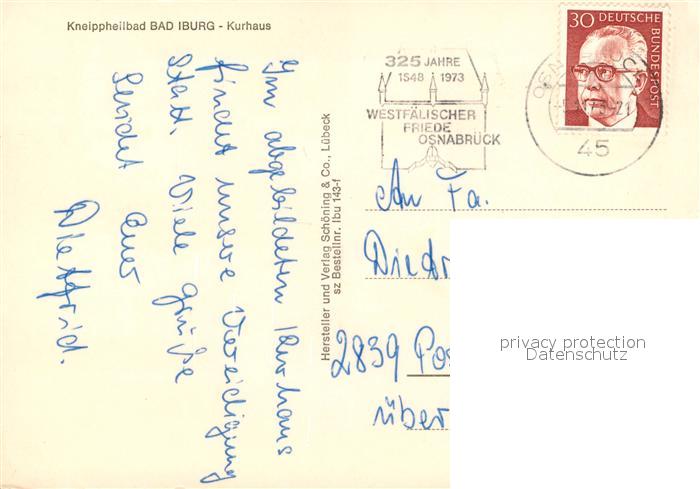 Kneippheilbad BAD IBURG - Kurhaus
Im abgebildeten Kurhaus
findet unsere Vereidigung
statt. Viele Grüße
sendet Euer
325 JAHRE
1648 1973
WESTFÄLISCHER
FRIEDE
OSNABRÜCK
30 DEUTSCHE
BUNDESPOST
45
Hersteller und Verlag Schöning & Co., Lübeck
sz Bestellnr. Ibu 143-f
An Fa.
2839
über
privacy protection
Datenschutz